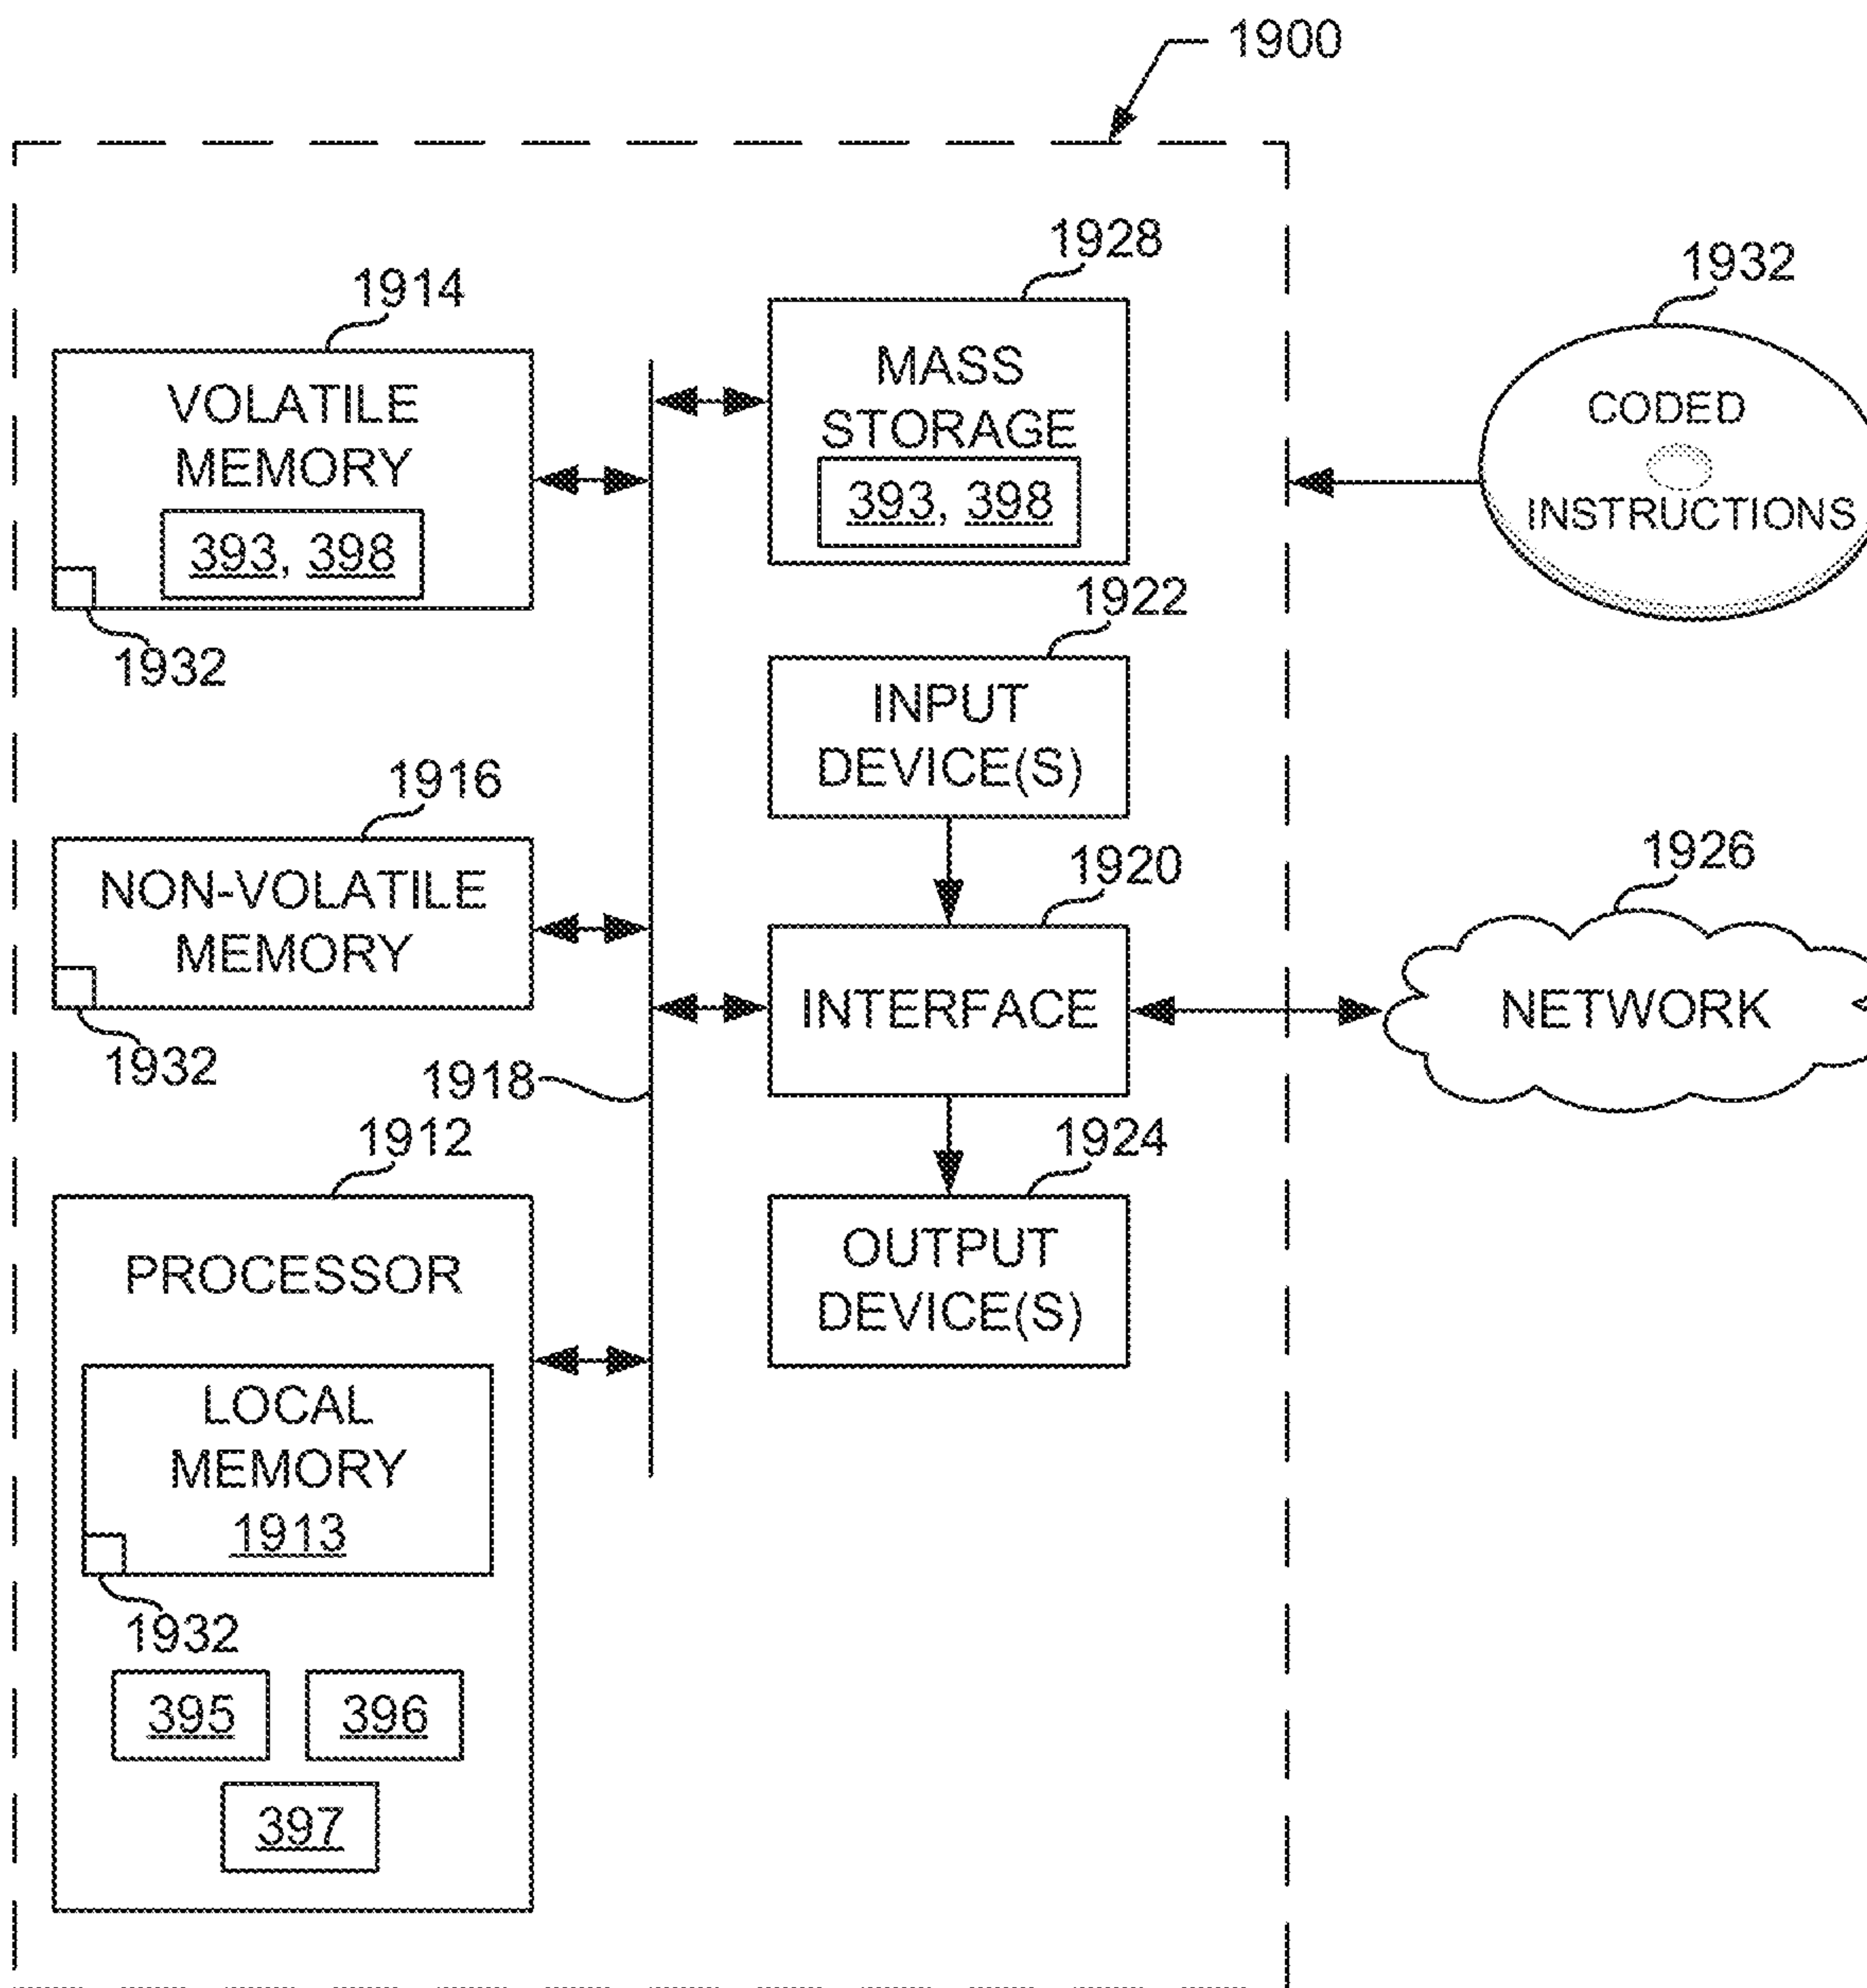 1900
1914
VOLATILE
MEMORY
393, 398
1932
1916
NON-VOLATILE
MEMORY
1932
1918
1912
PROCESSOR
LOCAL
MEMORY
1913
1932
395
396
397
1928
MASS
STORAGE
393, 398
1922
INPUT
DEVICE(S)
1920
INTERFACE
1924
OUTPUT
DEVICE(S)
1932
CODED
INSTRUCTIONS
1926
NETWORK